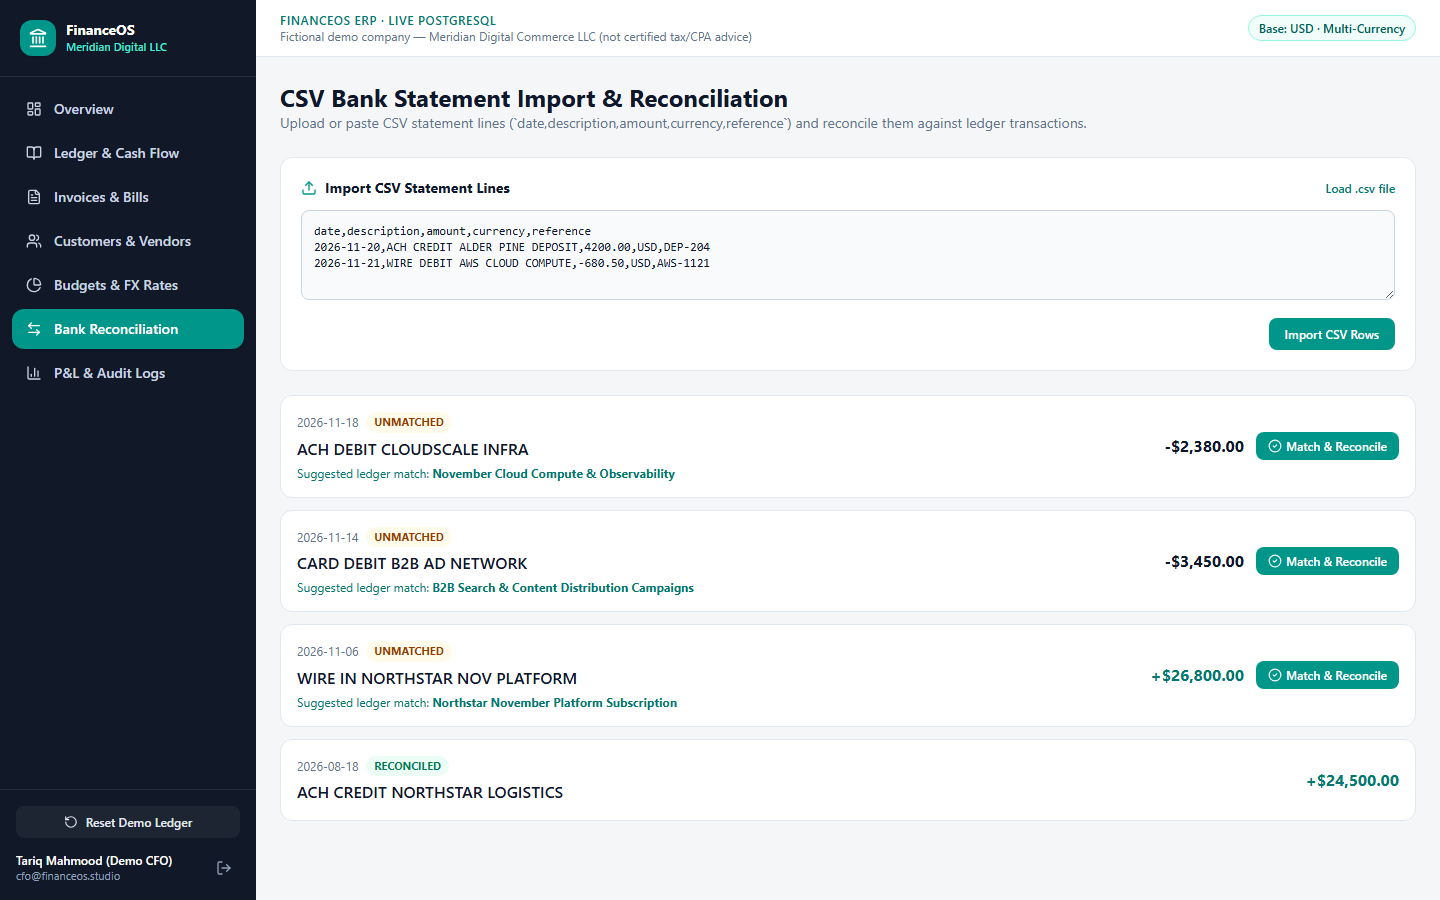 FinanceOS
Meridian Digital LLC
Overview
Ledger & Cash Flow
Invoices & Bills
Customers & Vendors
Budgets & FX Rates
Bank Reconciliation
P&L & Audit Logs
Reset Demo Ledger
Tariq Mahmood (Demo CFO)
cfo@financeos.studio
FINANCEOS ERP · LIVE POSTGRESQL
Fictional demo company — Meridian Digital Commerce LLC (not certified tax/CPA advice)
Base: USD · Multi-Currency
CSV Bank Statement Import & Reconciliation
Upload or paste CSV statement lines (`date,description,amount,currency,reference`) and reconcile them against ledger transactions.
Import CSV Statement Lines
Load .csv file
date,description,amount,currency,reference
2026-11-20,ACH CREDIT ALDER PINE DEPOSIT,4200.00,USD,DEP-204
2026-11-21,WIRE DEBIT AWS CLOUD COMPUTE,-680.50,USD,AWS-1121
Import CSV Rows
2026-11-18 UNMATCHED
ACH DEBIT CLOUDSCALE INFRA
Suggested ledger match: November Cloud Compute & Observability
-$2,380.00
Match & Reconcile
2026-11-14 UNMATCHED
CARD DEBIT B2B AD NETWORK
Suggested ledger match: B2B Search & Content Distribution Campaigns
-$3,450.00
Match & Reconcile
2026-11-06 UNMATCHED
WIRE IN NORTHSTAR NOV PLATFORM
Suggested ledger match: Northstar November Platform Subscription
+$26,800.00
Match & Reconcile
2026-08-18 RECONCILED
ACH CREDIT NORTHSTAR LOGISTICS
+$24,500.00